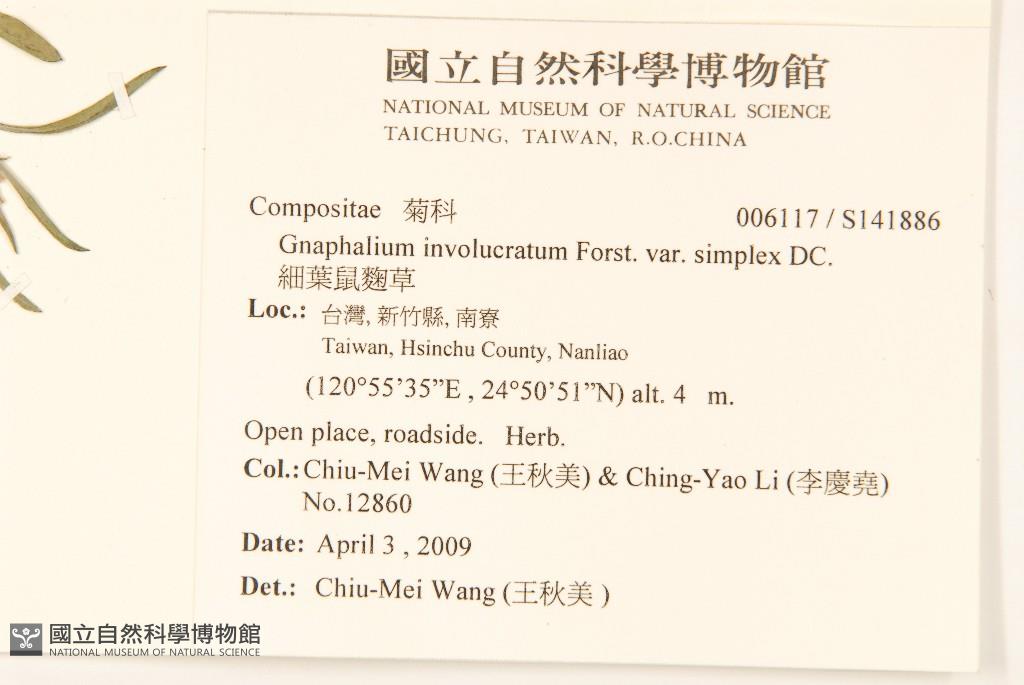 國立自然科學博物館
NATIONAL MUSEUM OF NATURAL SCIENCE
TAICHUNG, TAIWAN, R.O.CHINA
Compositae 菊科
006117 / S141886
Gnaphalium involucratum Forst. var. simplex DC.
細葉鼠麴草
Loc.: 台灣, 新竹縣, 南寮
Taiwan, Hsinchu County, Nanliao
(120°55’35”E , 24°50’51”N) alt. 4 m.
Open place, roadside. Herb.
Col.: Chiu-Mei Wang (王秋美) & Ching-Yao Li (李慶堯)
No.12860
Date: April 3 , 2009
Det.: Chiu-Mei Wang (王秋美 )
國立自然科學博物館
NATIONAL MUSEUM OF NATURAL SCIENCE